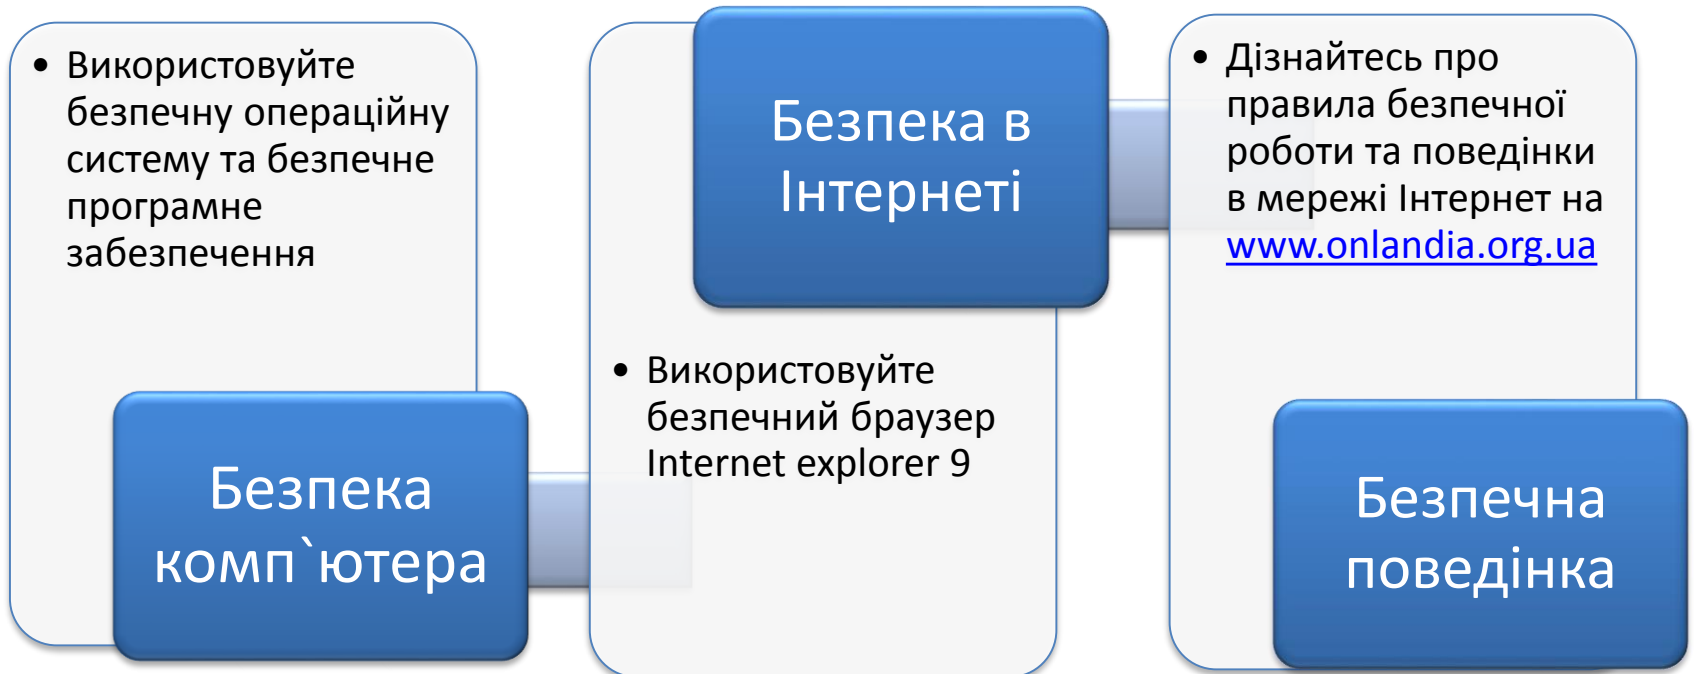 • Використовуйте
безпечну операційну
систему та безпечне
програмне
забезпечення
Безпека
комп`ютера
Безпека в
Інтернеті
• Використовуйте
безпечний браузер
Internet explorer 9
• Дізнайтесь про
правила безпечної
роботи та поведінки
в мережі Інтернет на
www.onlandia.org.ua
Безпечна
поведінка